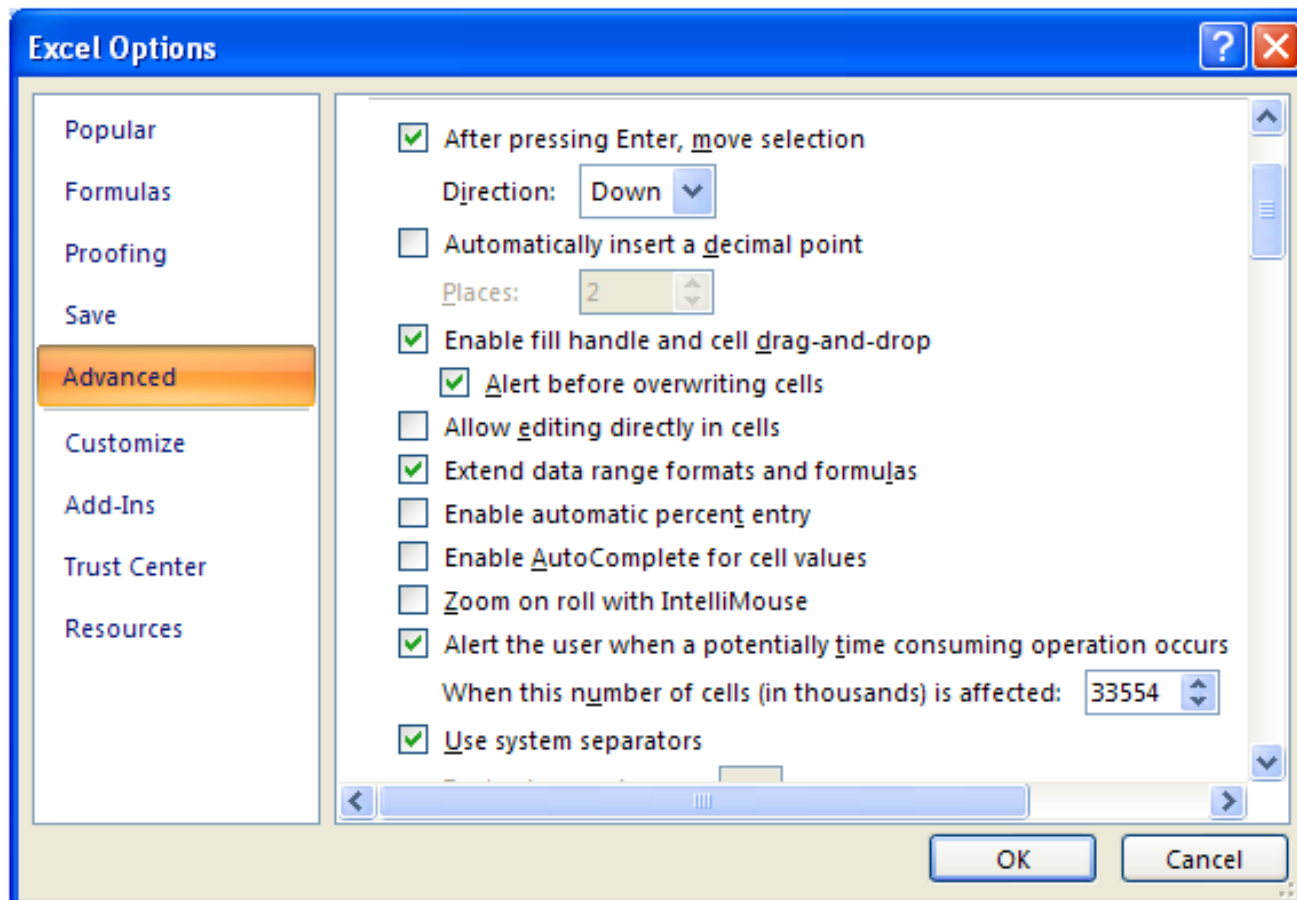 Excel Options
Popular
Formulas
Proofing
Save
Advanced
Customize
Add-Ins
Trust Center
Resources
After pressing Enter, move selection
Direction: Down
Automatically insert a decimal point
Places: 2
Enable fill handle and cell drag-and-drop
Alert before overwriting cells
Allow editing directly in cells
Extend data range formats and formulas
Enable automatic percent entry
Enable AutoComplete for cell values
Zoom on roll with IntelliMouse
Alert the user when a potentially time consuming operation occurs
When this number of cells (in thousands) is affected: 33554
Use system separators
OK Cancel